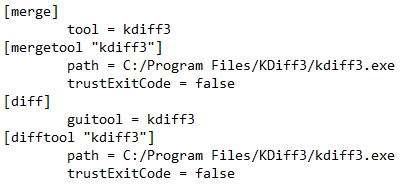 [merge]
        tool = kdiff3
[mergetool "kdiff3"]
        path = C:/Program Files/KDiff3/kdiff3.exe
        trustExitCode = false
[diff]
        guitool = kdiff3
[difftool "kdiff3"]
        path = C:/Program Files/KDiff3/kdiff3.exe
        trustExitCode = false